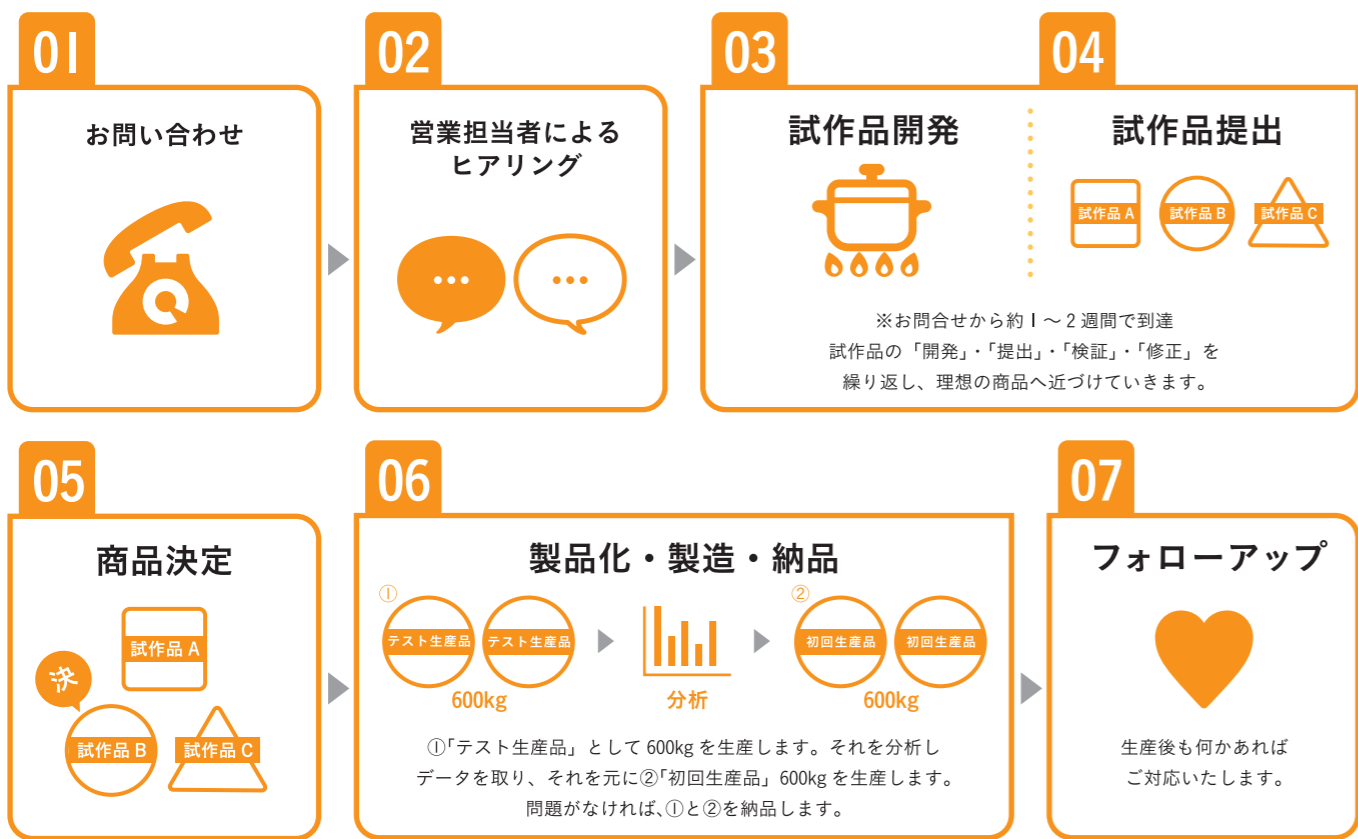 01
お問い合わせ
02
営業担当者による
ヒアリング
03
試作品開発
04
試作品提出
試作品 A
試作品 B
試作品 C
※お問合せから約 1 ～ 2 週間で到達
試作品の「開発」・「提出」・「検証」・「修正」を
繰り返し、理想の商品へ近づけていきます。
05
商品決定
試作品 A
決
試作品 B
試作品 C
06
製品化・製造・納品
①
テスト生産品
テスト生産品
600kg
分析
②
初回生産品
初回生産品
600kg
①「テスト生産品」として 600kg を生産します。それを分析し
データを取り、それを元に②「初回生産品」600kg を生産します。
問題がなければ、①と②を納品します。
07
フォローアップ
生産後も何かあれば
ご対応いたします。